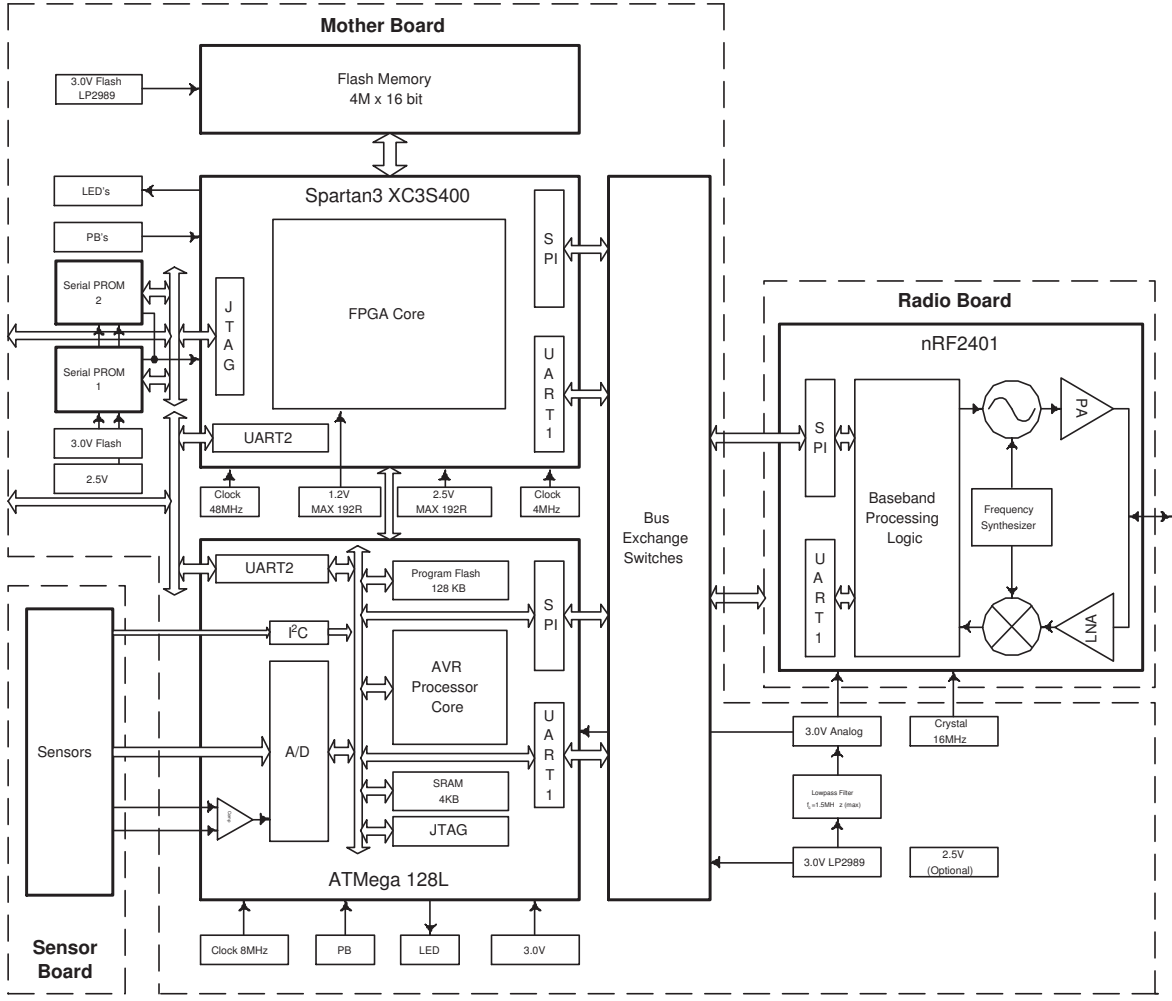 Mother Board
Flash Memory
4M x 16 bit
3.0V Flash
LP2989
LED's
PB's
Serial PROM
2
Serial PROM
1
3.0V Flash
2.5V
Spartan3 XC3S400
FPGA Core
J
T
A
G
S
PI
U
A
R
T
1
UART2
Clock
48MHz
1.2V
MAX 192R
2.5V
MAX 192R
Clock
4MHz
Bus
Exchange
Switches
UART2
Program Flash
128 KB
I²C
S
PI
AVR
Processor
Core
A/D
U
A
R
T
1
SRAM
4KB
JTAG
ATMega 128L
Clock 8MHz
PB
LED
3.0V
Sensors
Sensor
Board
Radio Board
nRF2401
S
PI
U
A
R
T
1
Baseband
Processing
Logic
PA
Frequency
Synthesizer
LNA
3.0V Analog
Crystal
16MHz
Lowpass Filter
fc =1.5MH z (max)
3.0V LP2989
2.5V
(Optional)